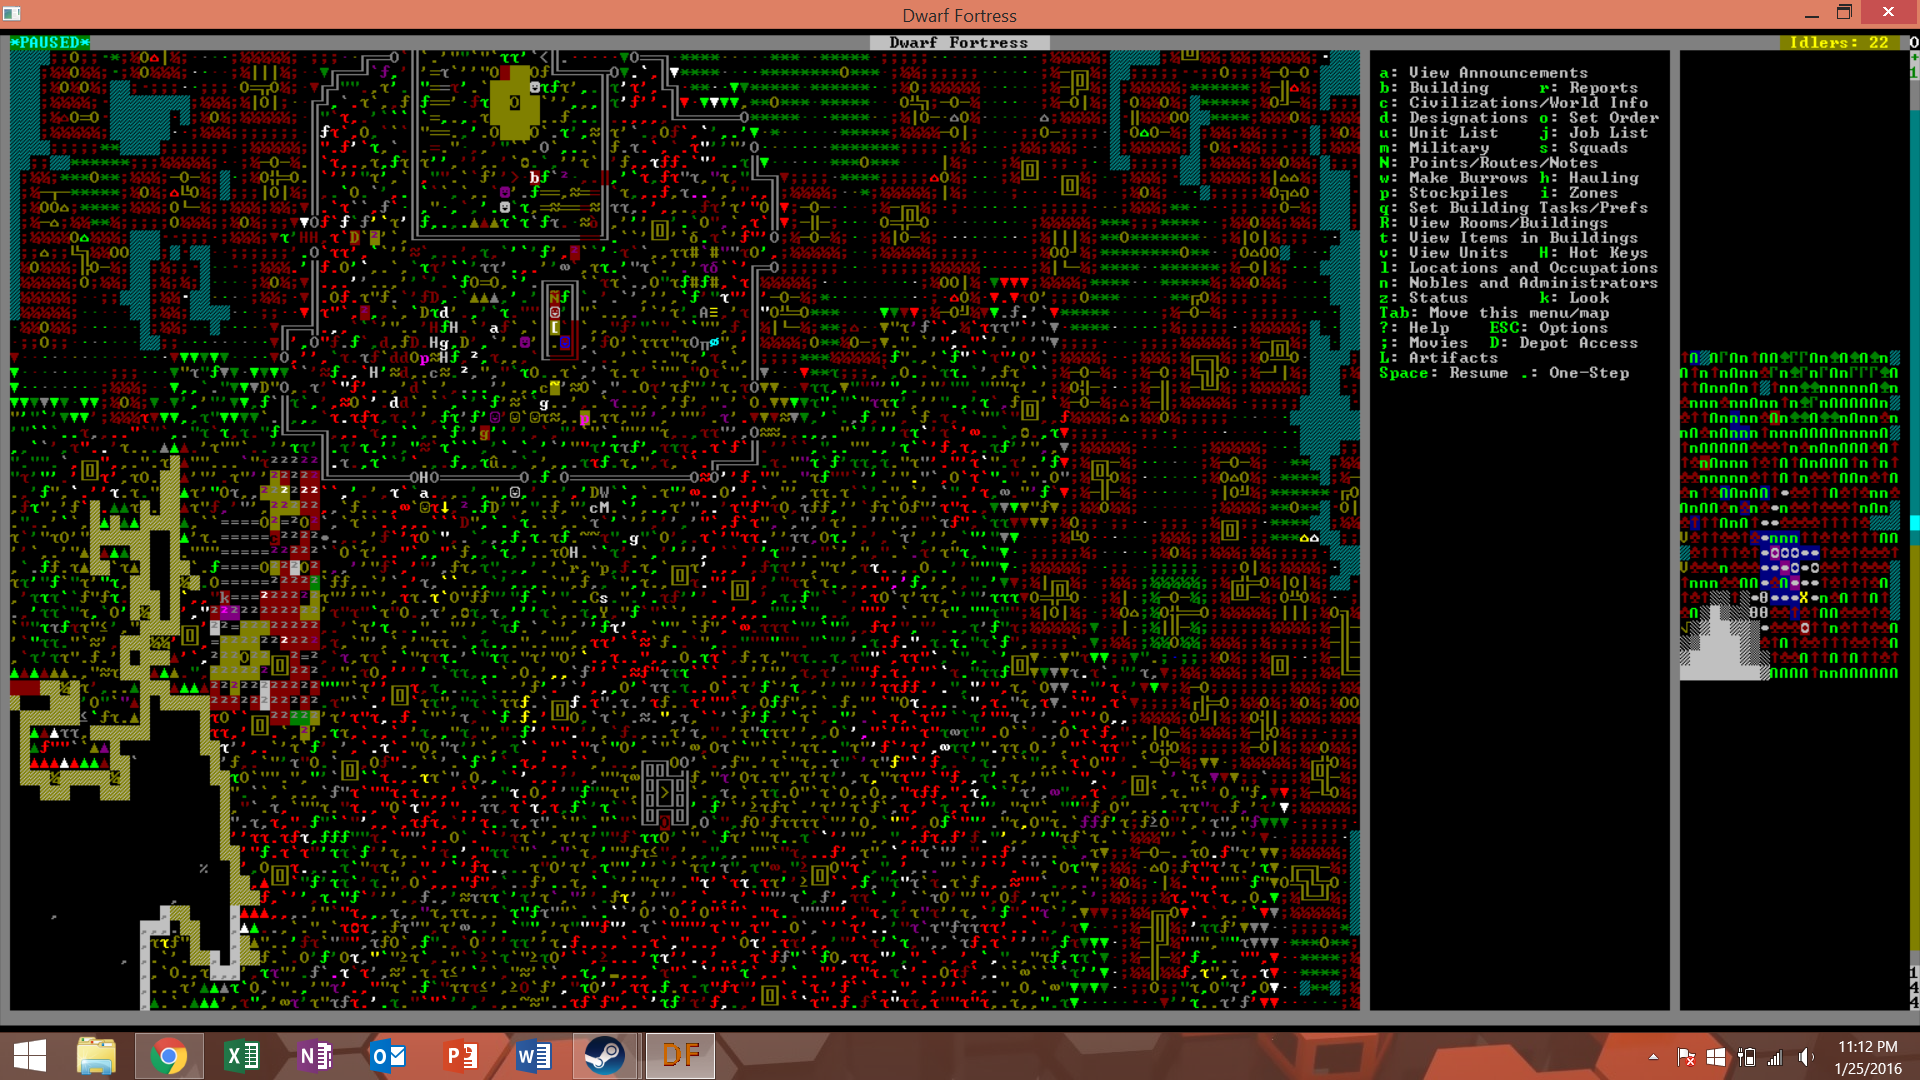 Dwarf Fortress
*PAUSED*
Dwarf Fortress
Idlers: 22
a: View Announcements
b: Building r: Reports
c: Civilizations/World Info
d: Designations o: Set Order
u: Unit List j: Job List
m: Military s: Squads
N: Points/Routes/Notes
w: Make Burrows h: Hauling
p: Stockpiles i: Zones
q: Set Building Tasks/Prefs
R: View Rooms/Buildings
t: View Items in Buildings
v: View Units H: Hot Keys
l: Locations and Occupations
n: Nobles and Administrators
z: Status k: Look
Tab: Move this menu/map
?: Help ESC: Options
;: Movies D: Depot Access
L: Artifacts
Space: Resume .: One-Step
DF
11:12 PM
1/25/2016